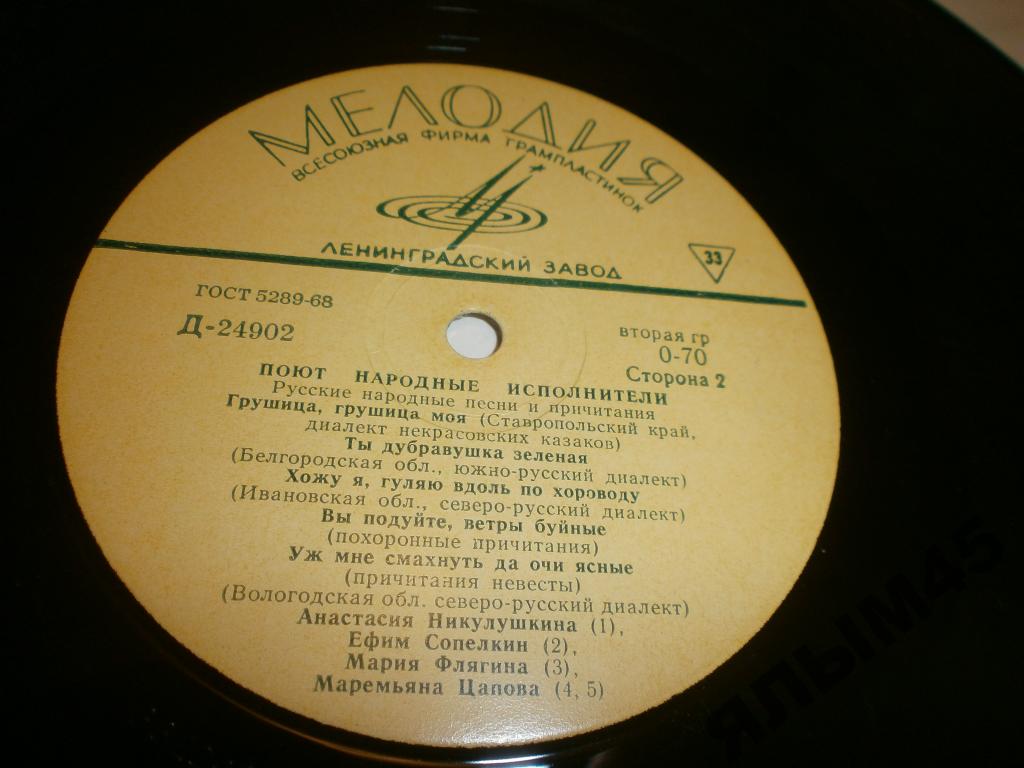 МЕЛОДИЯ
ВСЕСОЮЗНАЯ ФИРМА ГРАМПЛАСТИНОК
ЛЕНИНГРАДСКИЙ ЗАВОД
33
ГОСТ 5289-68
Д-24902
вторая гр
0-70
Сторона 2
ПОЮТ НАРОДНЫЕ ИСПОЛНИТЕЛИ
Русские народные песни и причитания
Грушица, грушица моя (Ставропольский край,
диалект некрасовских казаков)
Ты дубравушка зеленая
(Белгородская обл., южно-русский диалект)
Хожу я, гуляю вдоль по хороводу
(Ивановская обл., северо-русский диалект)
Вы подуйте, ветры буйные
(похоронные причитания)
Уж мне смахнуть да очи ясные
(причитания невесты)
(Вологодская обл. северо-русский диалект)
Анастасия Никулушкина (1),
Ефим Сопелкин (2),
Мария Флягина (3),
Маремьяна Цапова (4, 5)
ЯЛЫМ45